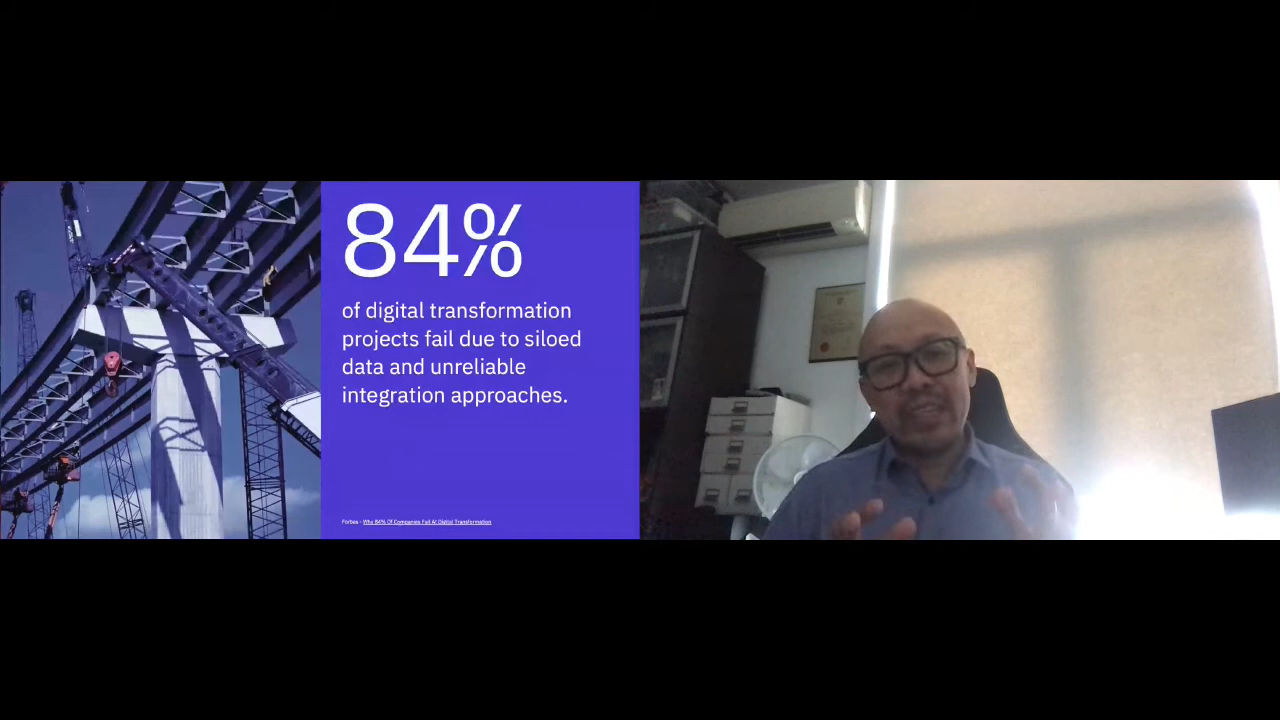 84%
of digital transformation
projects fail due to siloed
data and unreliable
integration approaches.
Forbes - Why 84% Of Companies Fail At Digital Transformation